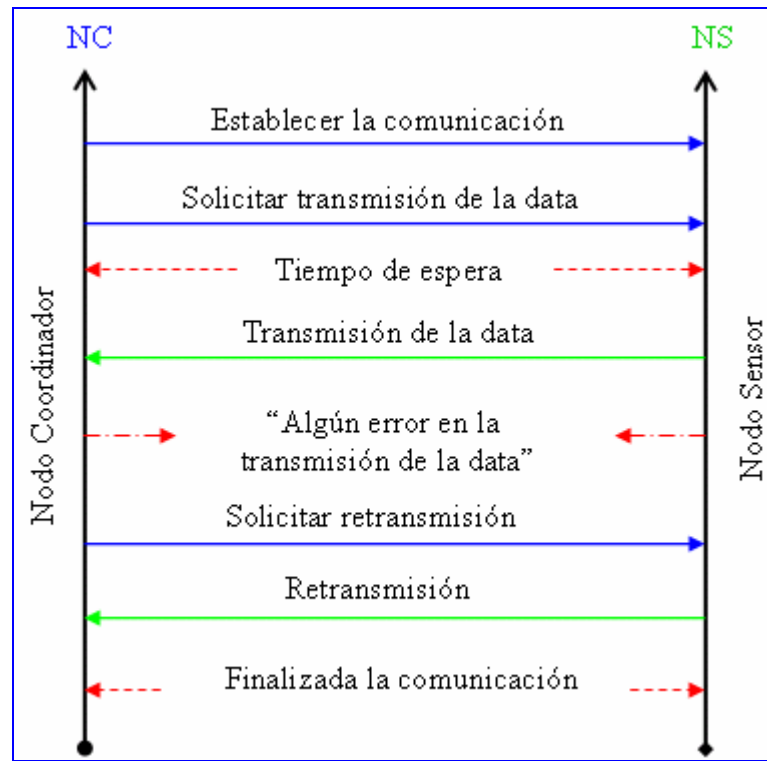 NC
NS
Establecer la comunicación
Solicitar transmisión de la data
Tiempo de espera
Transmisión de la data
“Algún error en la
transmisión de la data”
Solicitar retransmisión
Retransmisión
Finalizada la comunicación
Nodo Coordinador
Nodo Sensor